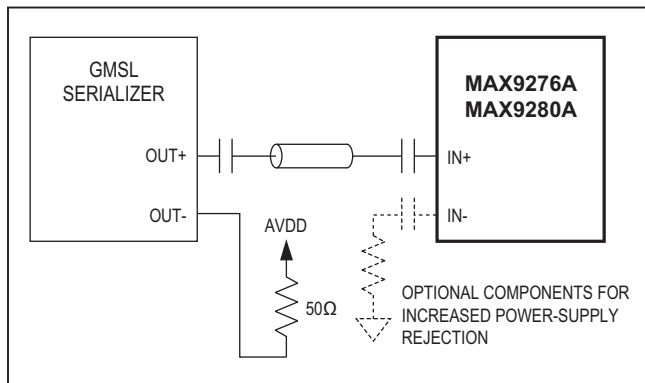 GMSL
SERIALIZER
MAX9276A
MAX9280A
OUT+
IN+
OUT-
AVDD
IN-
50Ω
OPTIONAL COMPONENTS FOR
INCREASED POWER-SUPPLY
REJECTION